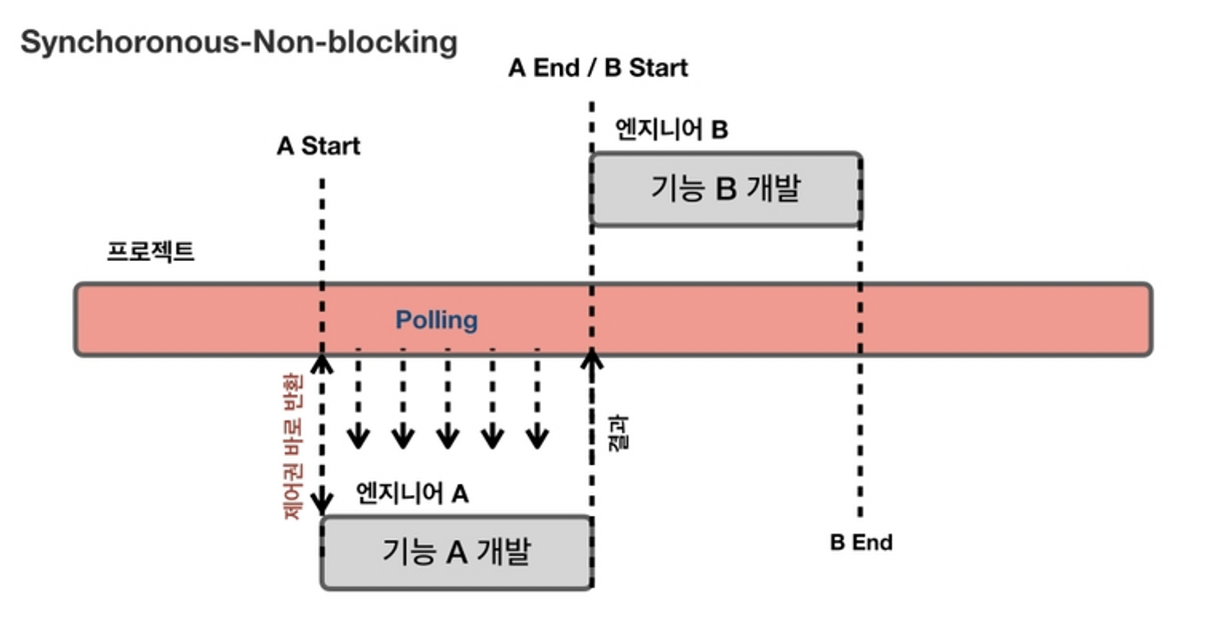 Synchoronous-Non-blocking
A End / B Start
엔지니어 B
A Start
기능 B 개발
프로젝트
Polling
제어권 바로 반환
결과
엔지니어 A
기능 A 개발
B End